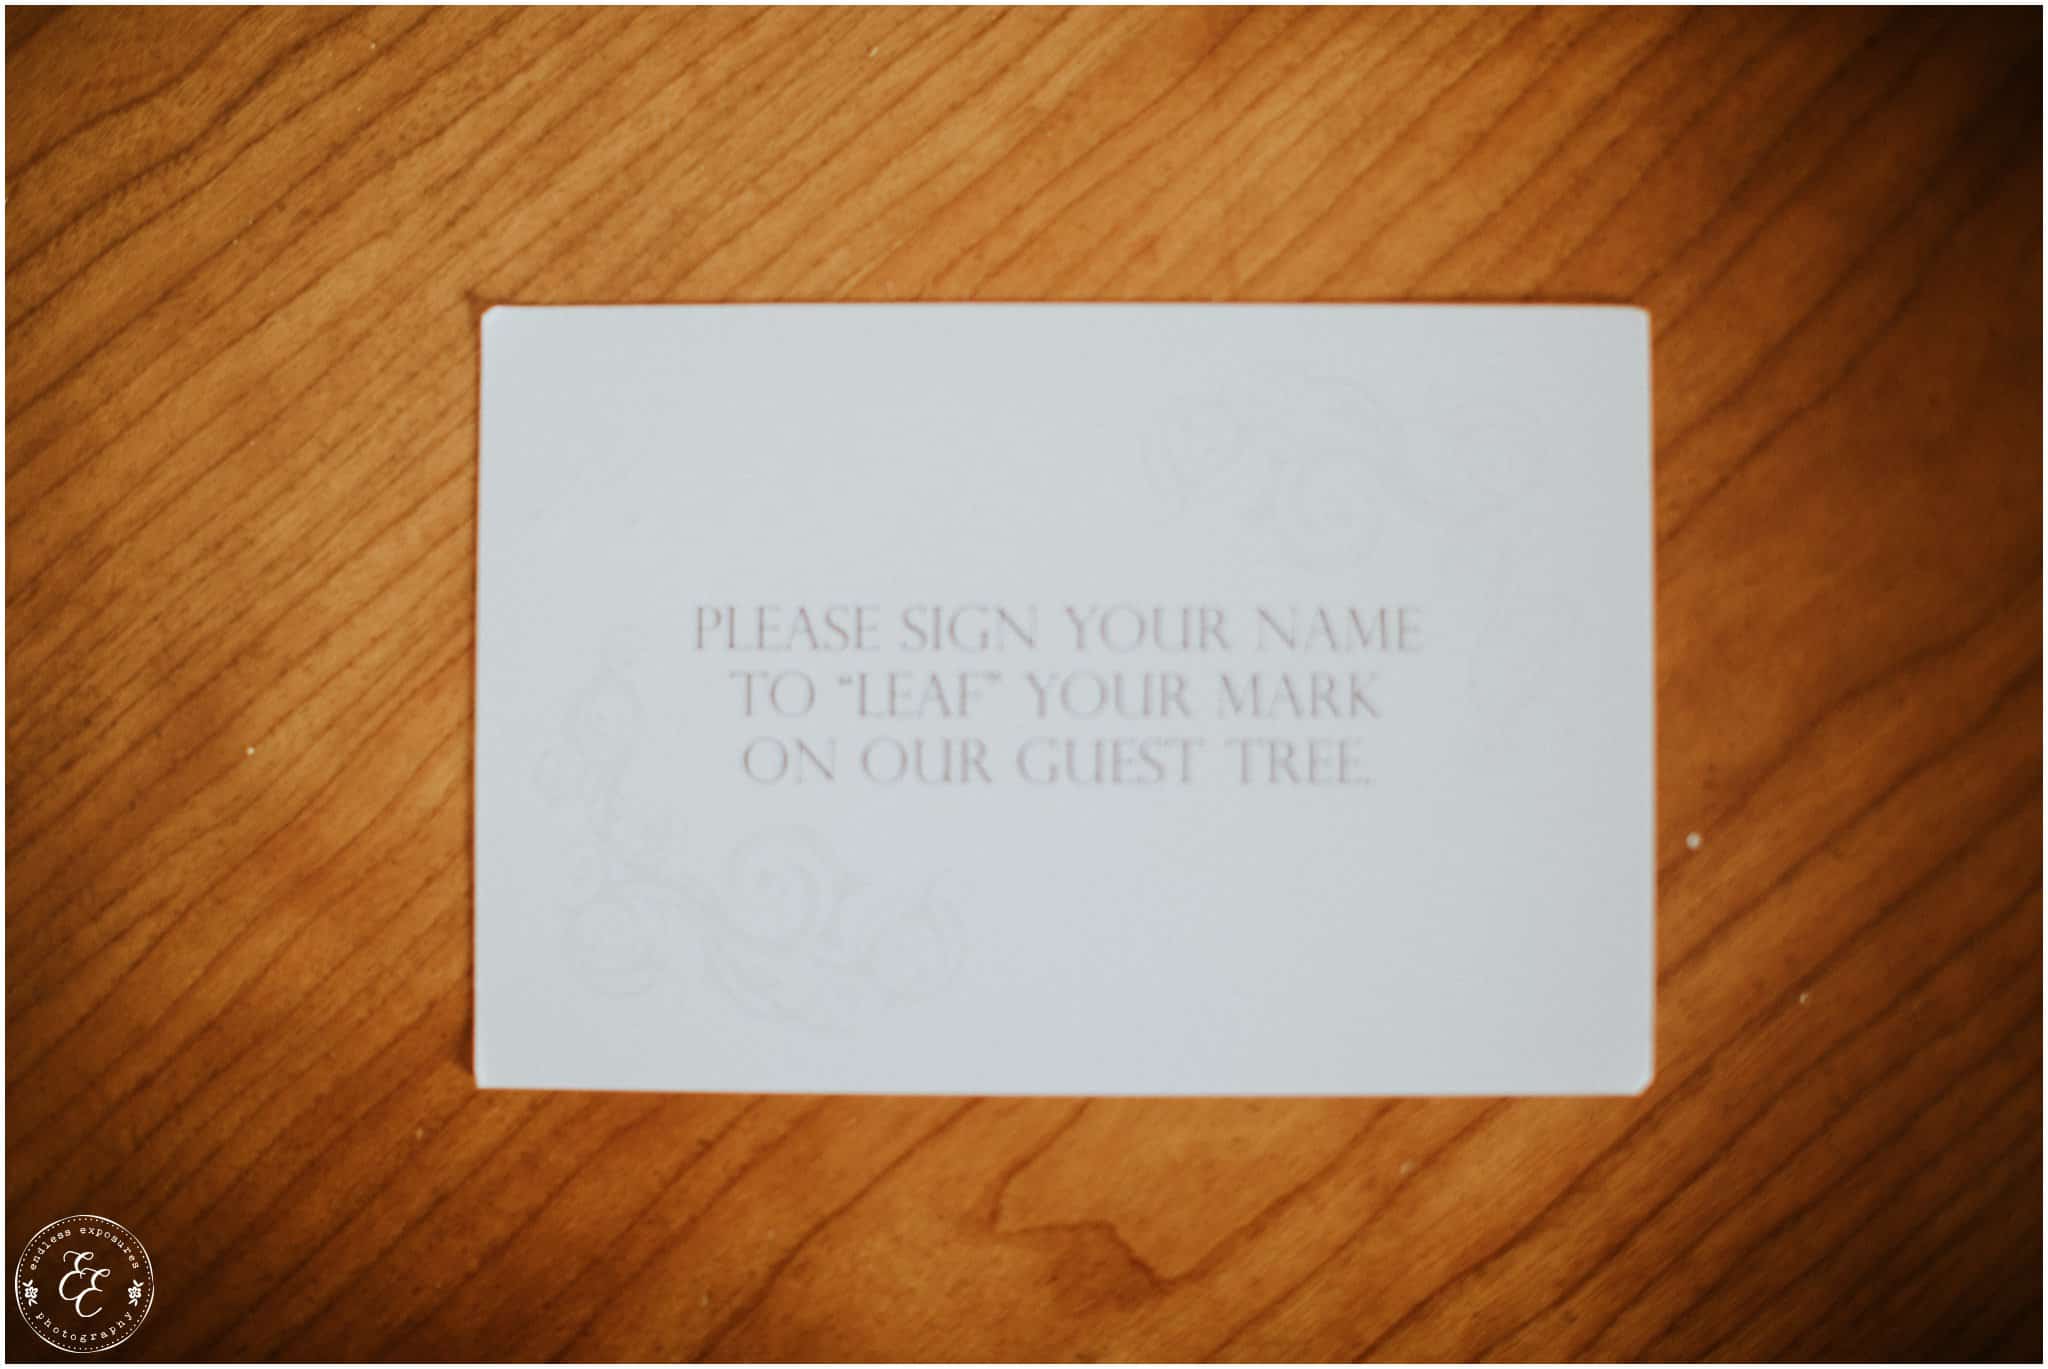 PLEASE SIGN YOUR NAME
TO “LEAF” YOUR MARK
ON OUR GUEST TREE.
endless exposures
EE
photography